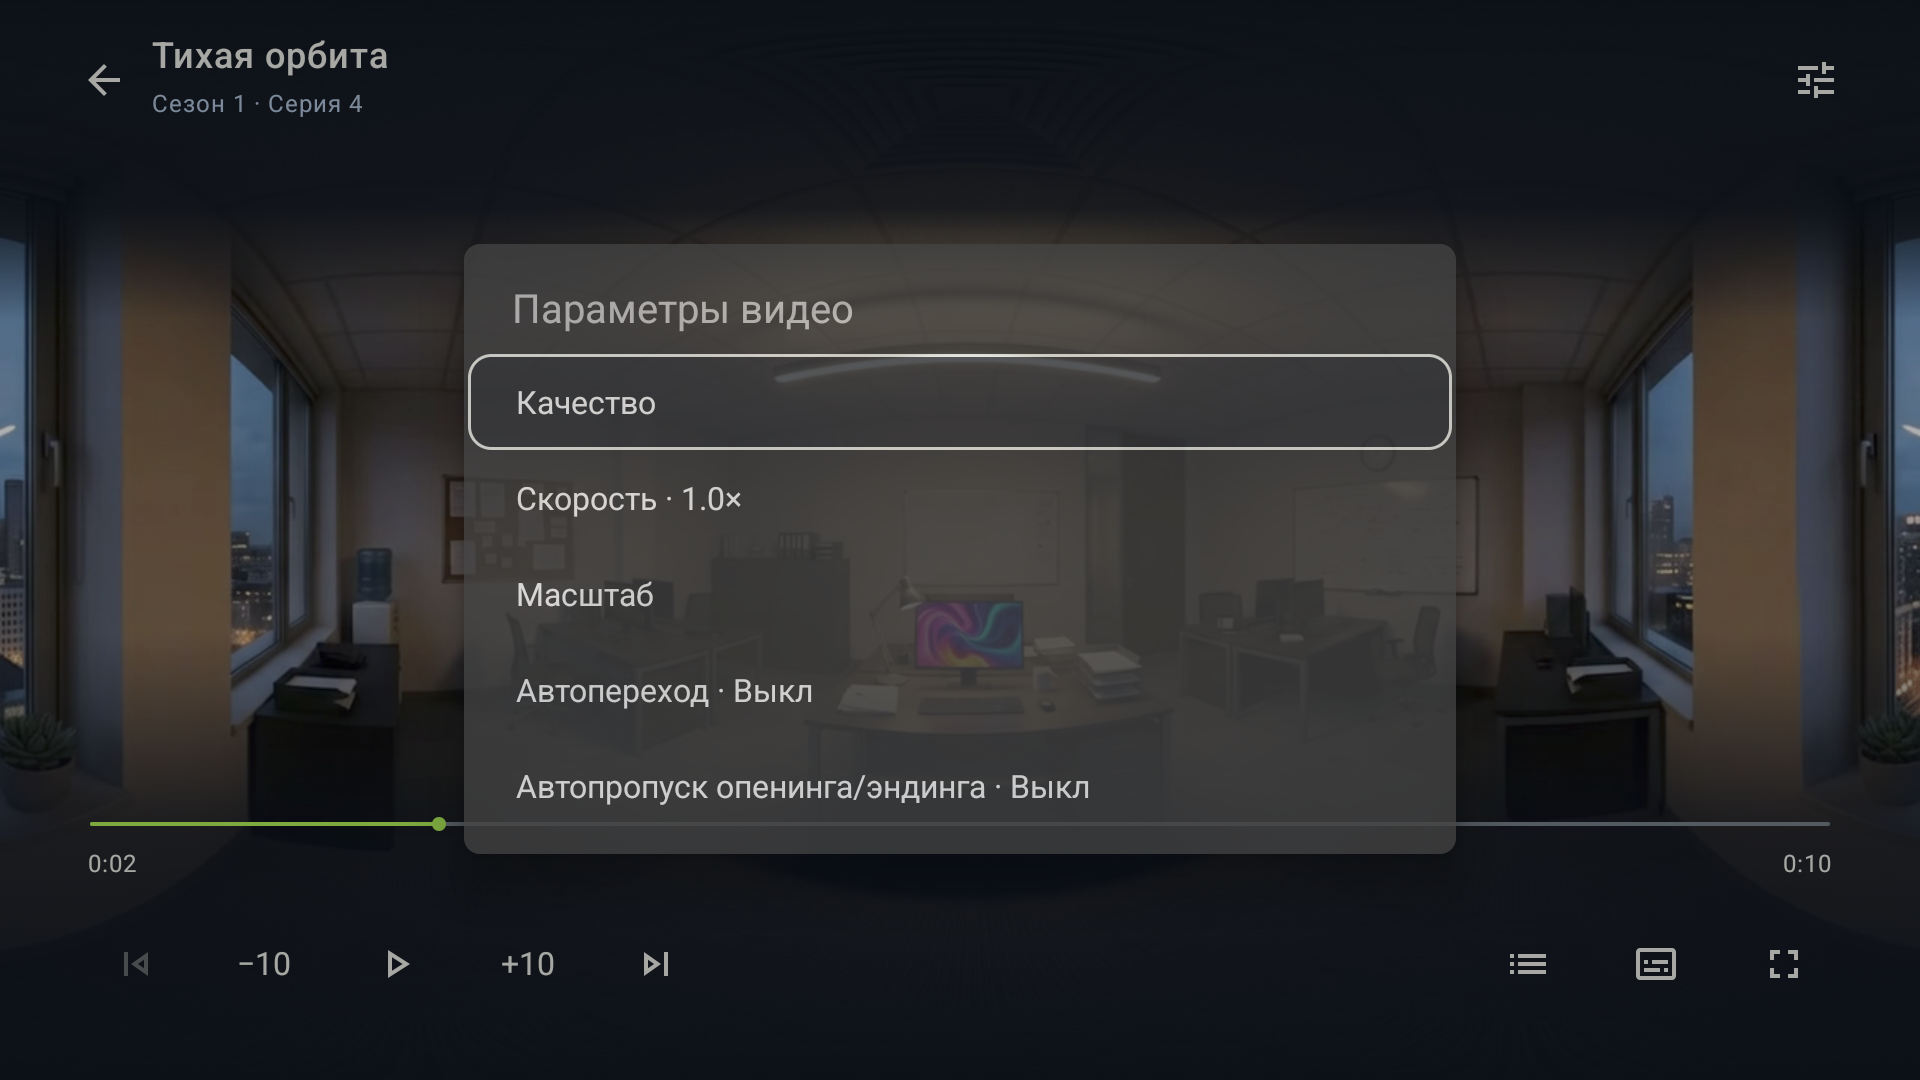 Тихая орбита
Сезон 1 · Серия 4
Параметры видео
Качество
Скорость · 1.0×
Масштаб
Автопереход · Выкл
Автопропуск опенинга/эндинга · Выкл
0:02
0:10
−10
+10